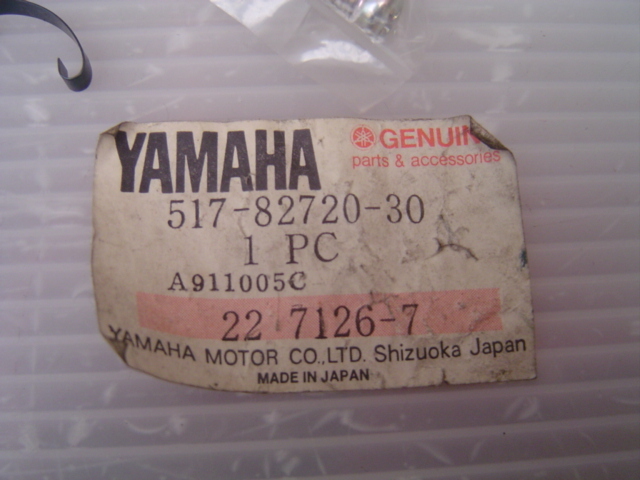 YAMAHA
GENUIN
parts & accessories
517-82720-30
1 PC
A911005C
22 7126-7
YAMAHA MOTOR CO.,LTD. Shizuoka Japan
MADE IN JAPAN